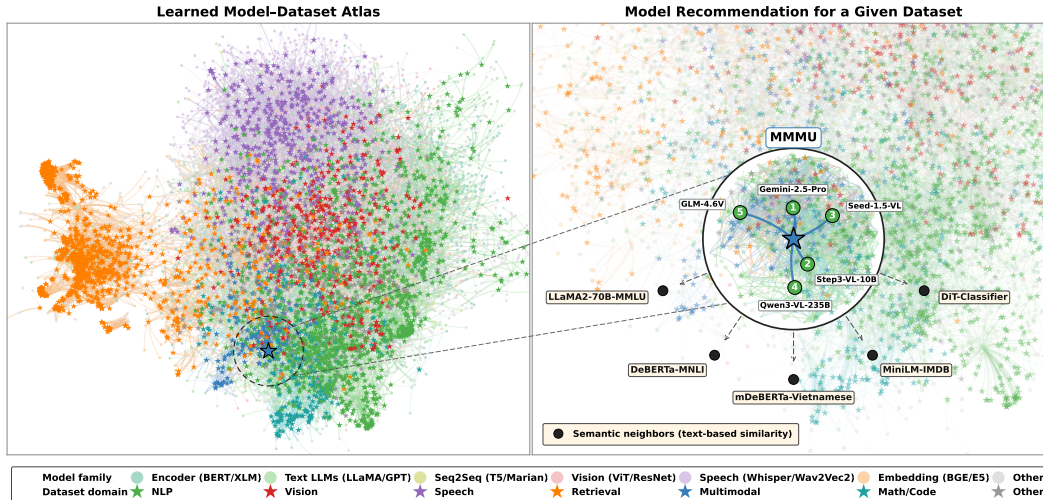 Learned Model–Dataset Atlas
Model Recommendation for a Given Dataset
MMMU
Gemini-2.5-Pro
GLM-4.6V
5
1
3
Seed-1.5-VL
2
Step3-VL-10B
4
Qwen3-VL-235B
LLaMA2-70B-MMLU
DiT-Classifier
DeBERTa-MNLI
MiniLM-IMDB
mDeBERTa-Vietnamese
Semantic neighbors (text-based similarity)
Model family Encoder (BERT/XLM) Text LLMs (LLaMA/GPT) Seq2Seq (T5/Marian) Vision (ViT/ResNet) Speech (Whisper/Wav2Vec2) Embedding (BGE/E5) Other
Dataset domain NLP Vision Speech Retrieval Multimodal Math/Code Other